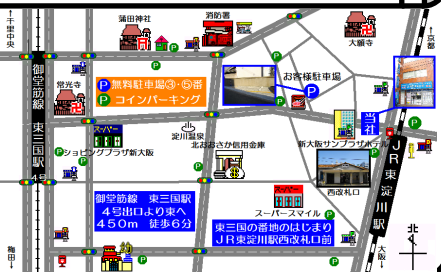 ↑千里中央
蒲田神社
消防署
大願寺
↑京都
御堂筋線 東三国駅
4号
常光寺
P 無料駐車場③・⑤番
P コインパーキング
お客様駐車場
P
スーパー
ショピングプラザ新大阪
淀川温泉
北おおさか信用金庫
新大阪サンプラザホテル
当社
JR東淀川駅
西改札口
御堂筋線 東三国駅
4号出口より東へ
450m 徒歩6分
スーパー
スーパースマイル
東三国の番地のはじまり
JR東淀川駅西改札口前
梅田↓
大阪↓
北